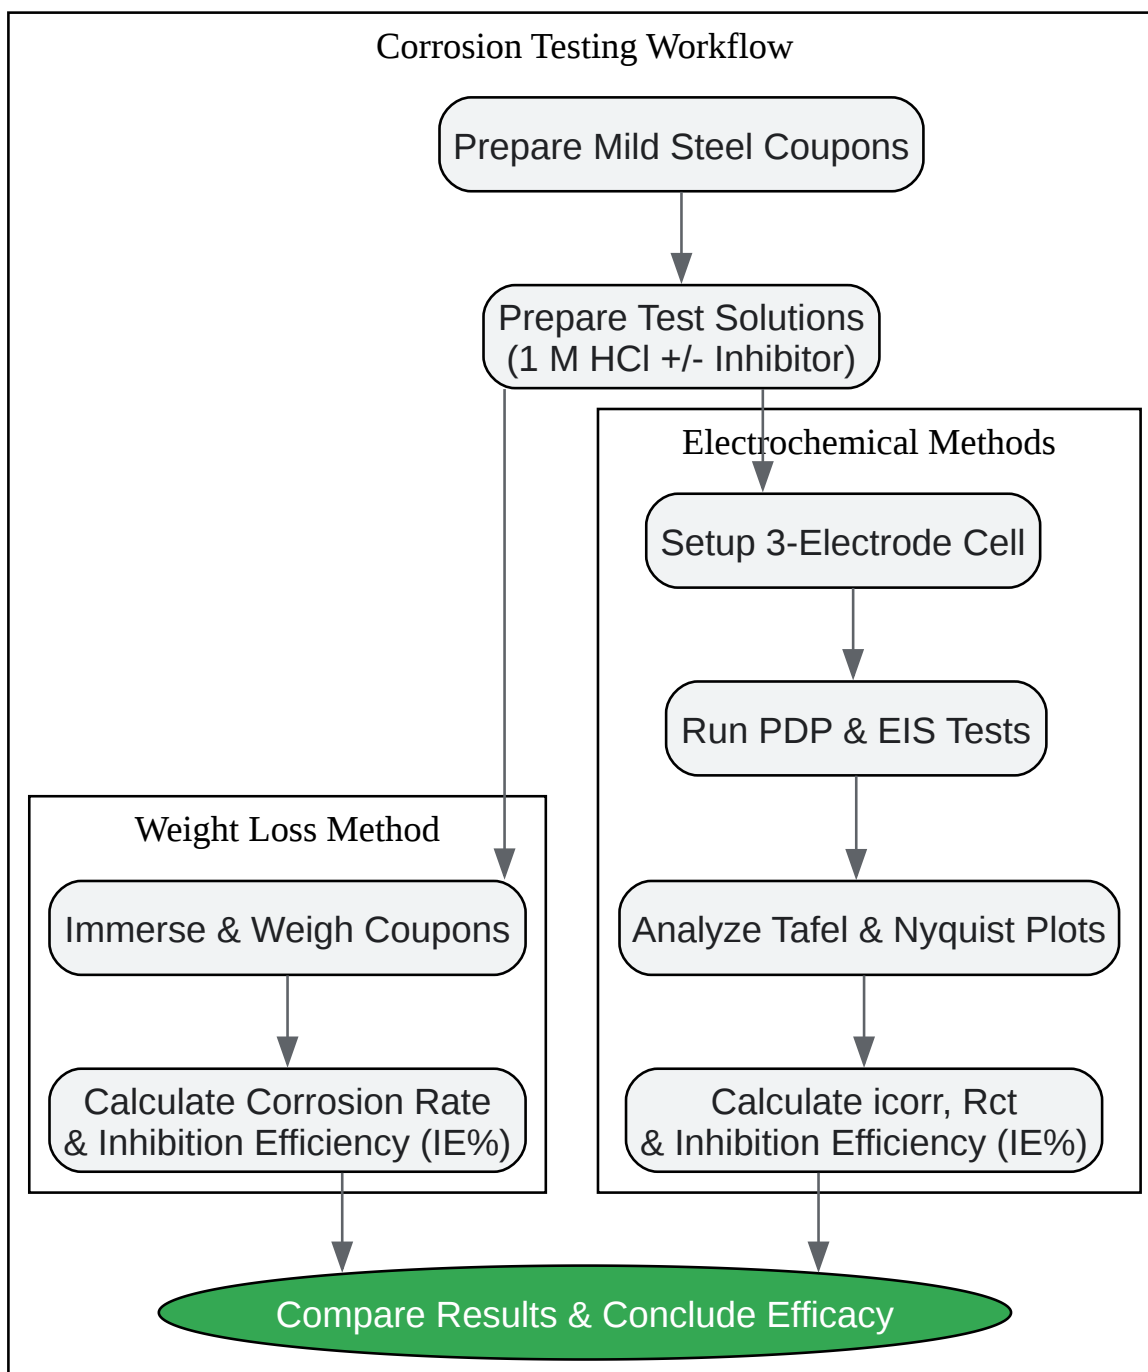 Corrosion Testing Workflow
Prepare Mild Steel Coupons
Prepare Test Solutions
(1 M HCl +/- Inhibitor)
Electrochemical Methods
Setup 3-Electrode Cell
Run PDP & EIS Tests
Weight Loss Method
Immerse & Weigh Coupons
Analyze Tafel & Nyquist Plots
Calculate Corrosion Rate
& Inhibition Efficiency (IE%)
Calculate icorr, Rct
& Inhibition Efficiency (IE%)
Compare Results & Conclude Efficacy